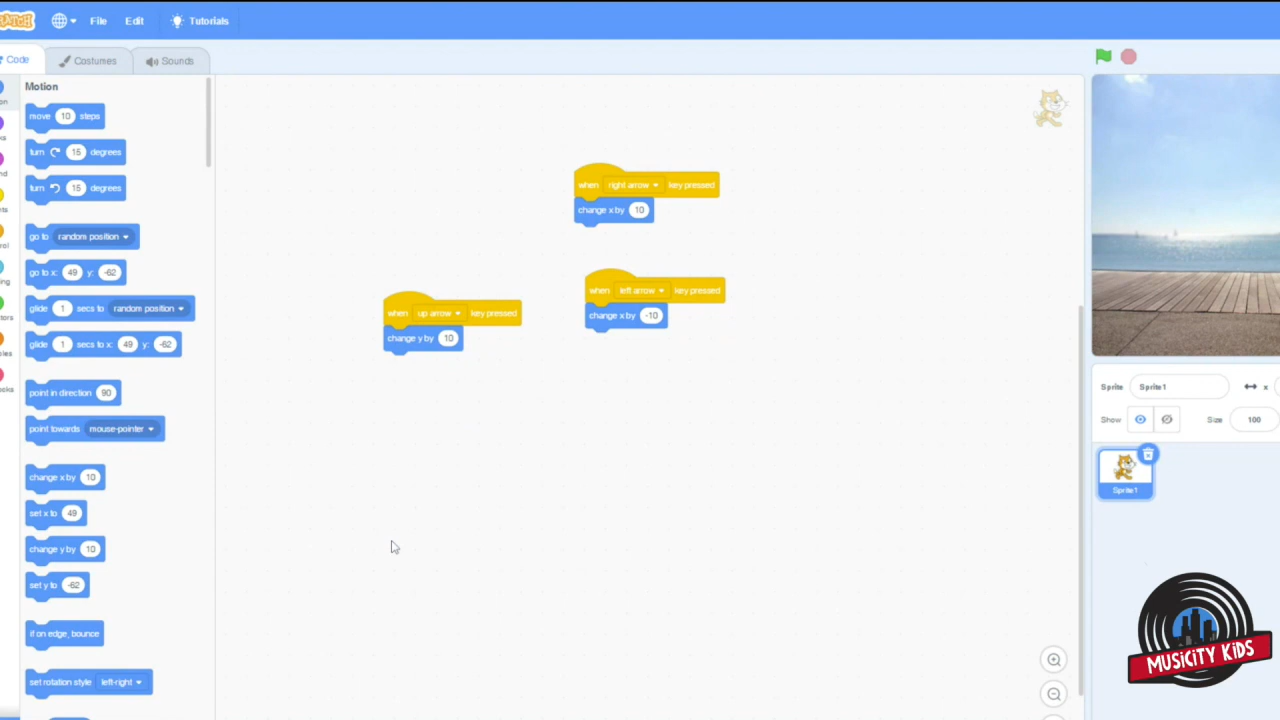 File Edit Tutorials
Code Costumes Sounds
Motion
move 10 steps
turn 15 degrees
turn 15 degrees
go to random position
go to x: 49 y: -62
glide 1 secs to random position
glide 1 secs to x: 49 y: -62
point in direction 90
point towards mouse-pointer
change x by 10
set x to 49
change y by 10
set y to -62
if on edge, bounce
set rotation style left-right
when right arrow key pressed
change x by 10
when left arrow key pressed
change x by -10
when up arrow key pressed
change y by 10
Sprite Sprite1 x
Show Size 100
Sprite1
MUSICITY KIDS